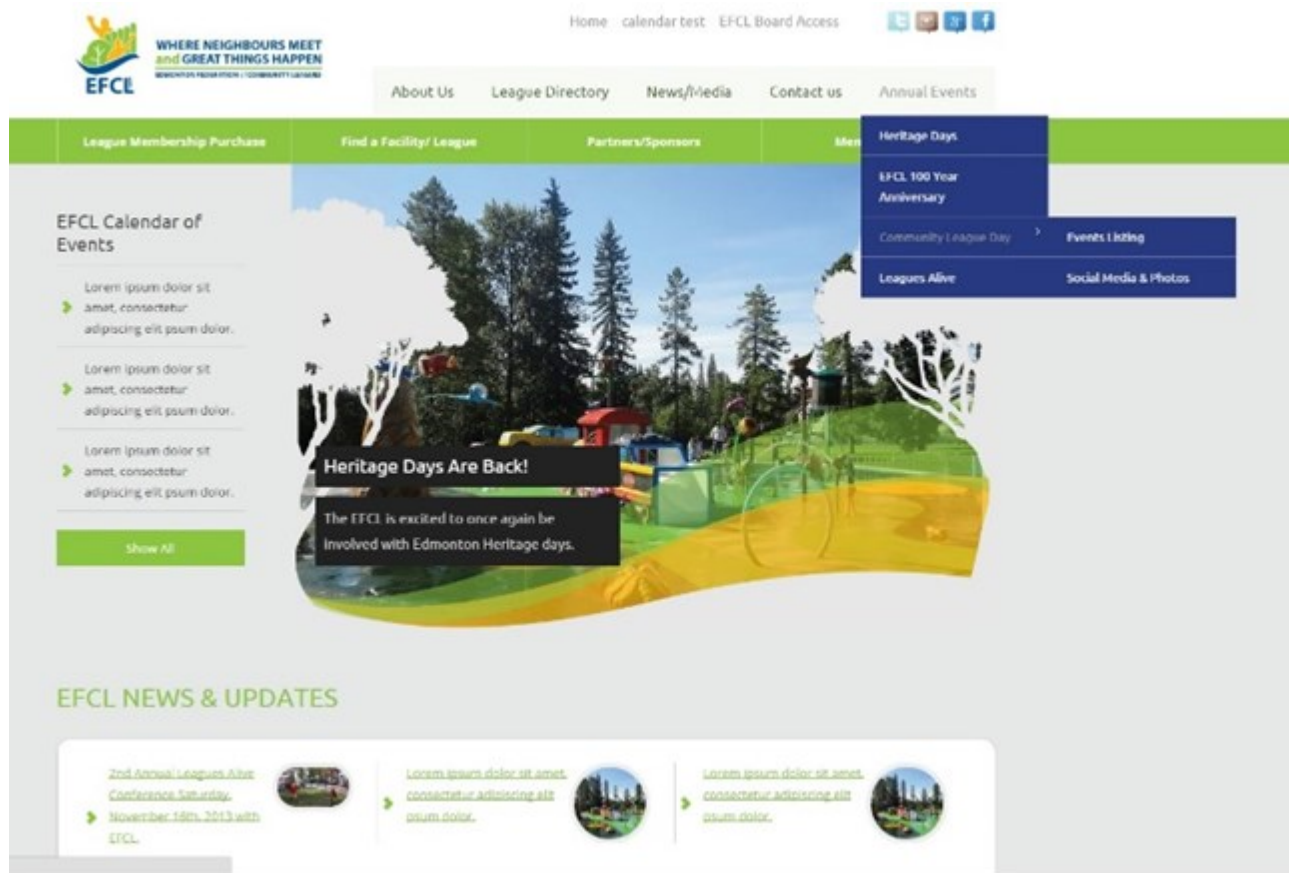 Home calendar test EFCL Board Access
WHERE NEIGHBOURS MEET
and GREAT THINGS HAPPEN
EDMONTON FEDERATION of COMMUNITY LEAGUES
EFCL
About Us League Directory News/Media Contact us Annual Events
League Membership Purchase Find a Facility/ League Partners/Sponsors Mem
Heritage Days
EFCL 100 Year
Anniversary
Community League Day Events Listing
Leagues Alive Social Media & Photos
EFCL Calendar of
Events
Lorem ipsum dolor sit
amet, consectetur
adipiscing elit psum dolor.
Lorem ipsum dolor sit
amet, consectetur
adipiscing elit psum dolor.
Lorem ipsum dolor sit
amet, consectetur
adipiscing elit psum dolor.
Show All
Heritage Days Are Back!
The EFCL is excited to once again be
involved with Edmonton Heritage days.
EFCL NEWS & UPDATES
2nd Annual Leagues Alive
Conference Saturday,
November 16th, 2013 with
EFCL.
Lorem ipsum dolor sit amet,
consectetur adipiscing elit
psum dolor.
Lorem ipsum dolor sit amet,
consectetur adipiscing elit
psum dolor.